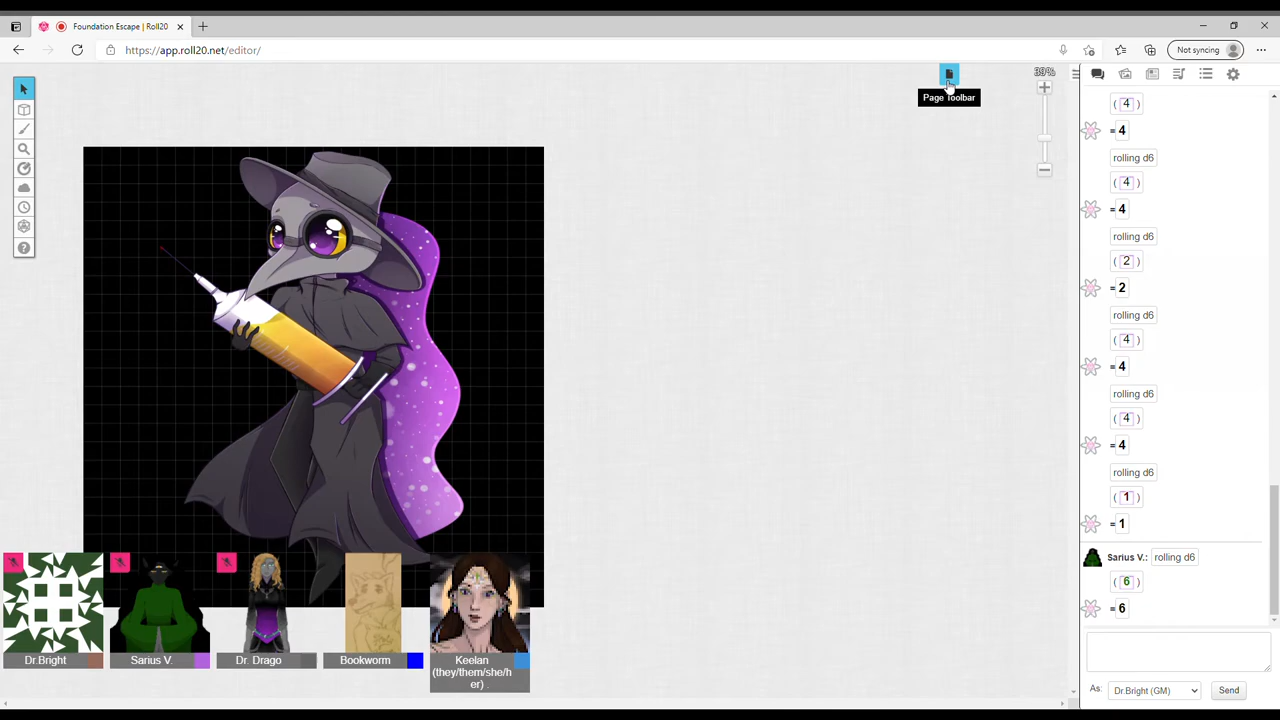 Foundation Escape | Roll20
https://app.roll20.net/editor/
Not syncing
Page Toolbar
89%
( 4 )
= 4
rolling d6
( 4 )
= 4
rolling d6
( 2 )
= 2
rolling d6
( 4 )
= 4
rolling d6
( 4 )
= 4
rolling d6
( 1 )
= 1
Sarius V.: rolling d6
( 6 )
= 6
Dr.Bright
Sarius V.
Dr. Drago
Bookworm
Keelan
(they/them/she/h
er) .
As: Dr.Bright (GM)
Send